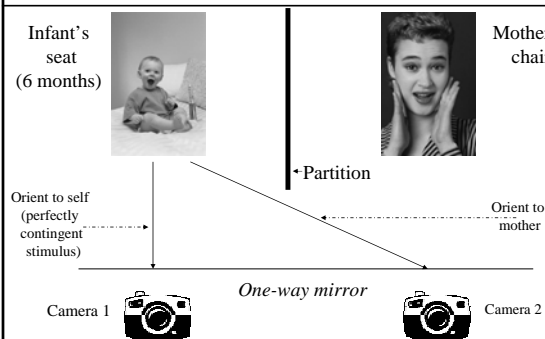 Infant's
seat
(6 months)
Mother
chai
Partition
Orient to self
(perfectly
contingent
stimulus)
Orient to
mother
One-way mirror
Camera 1
Camera 2